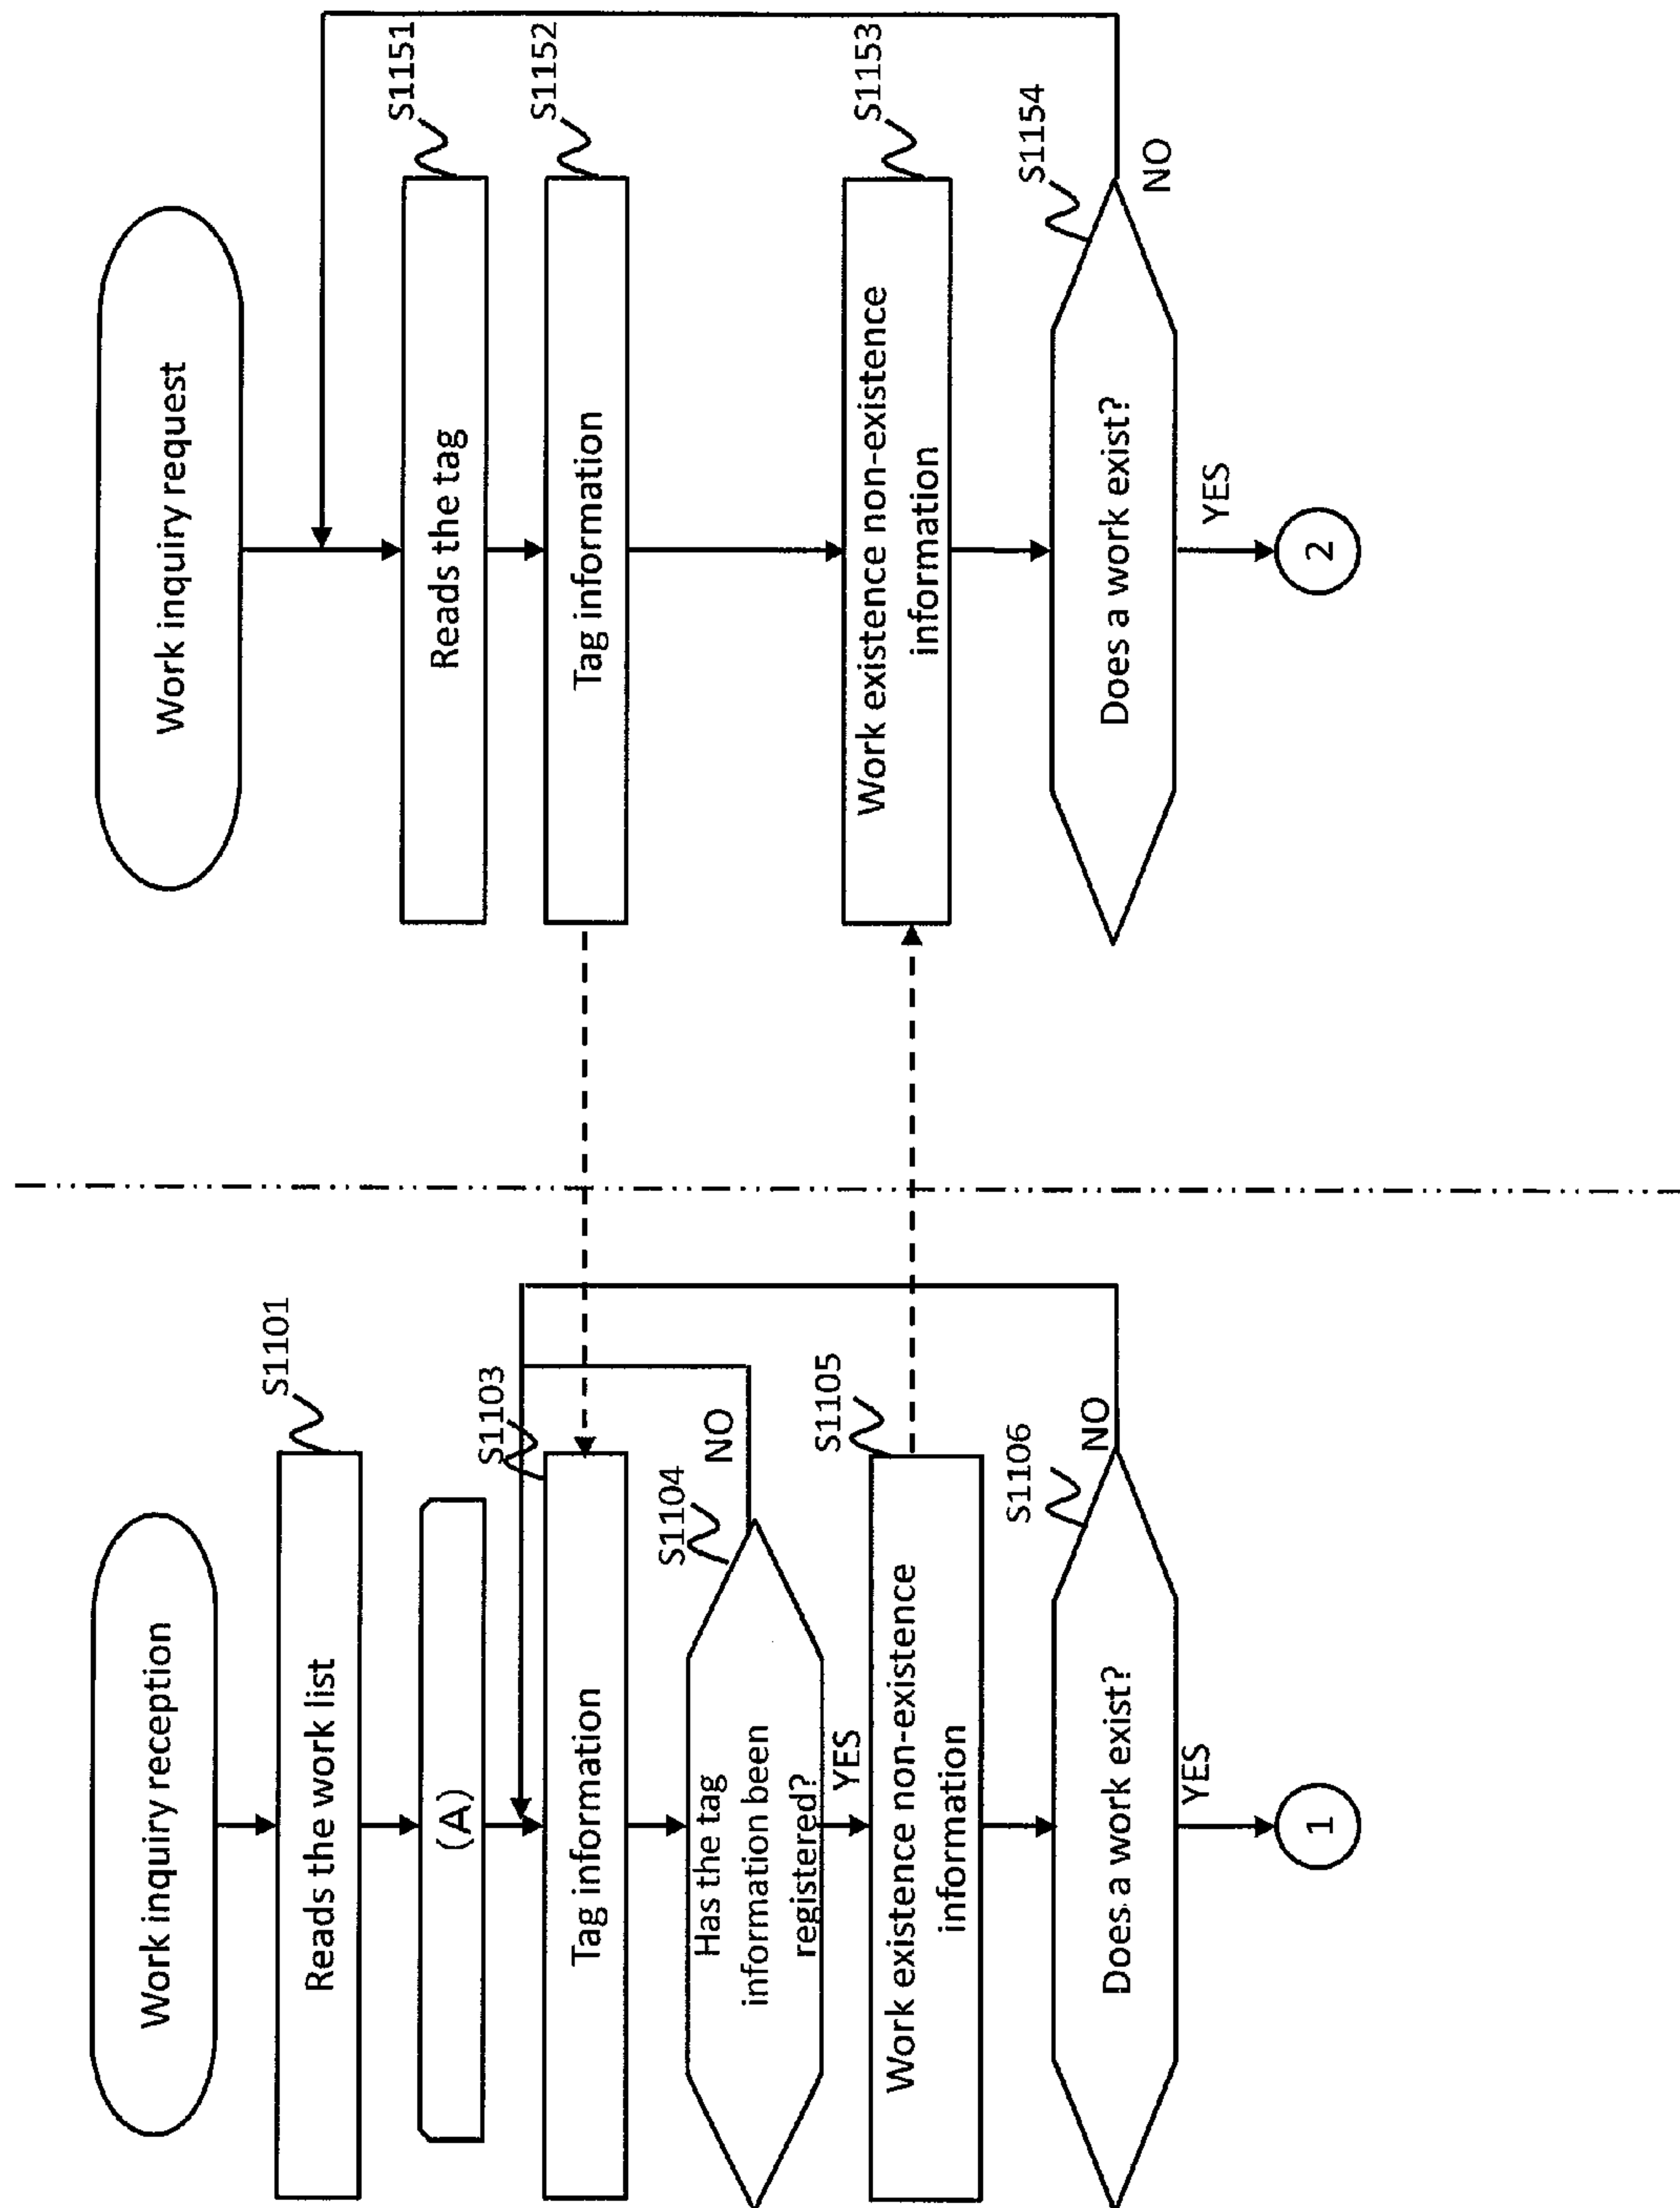 Work inquiry reception
S1101
Reads the work list
(A)
S1103
Tag information
S1104
Has the tag
information been
registered?
NO
YES
S1105
Work existence non-existence
information
S1106
Does a work exist?
NO
YES
1
Work inquiry request
S1151
Reads the tag
S1152
Tag information
S1153
Work existence non-existence
information
S1154
Does a work exist?
NO
YES
2